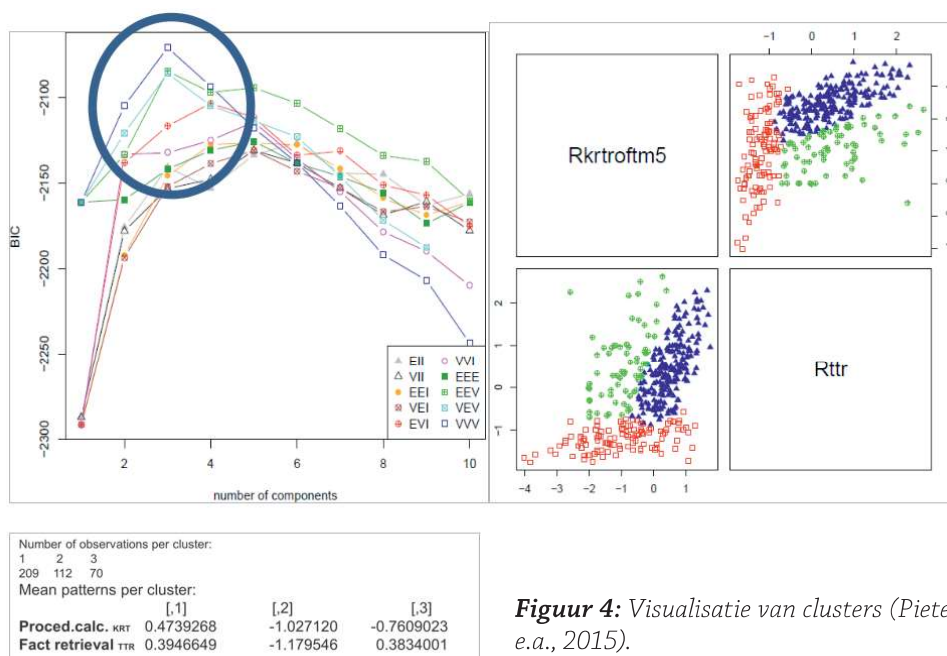 -2100
-2150
-2200
-2250
-2300
BIC
2 4 6 8 10
number of components
EII
VII
EEI
VEI
EVI
VVI
EEE
EEV
VEV
VVV
-1 0 1 2
Rkrtroftm5
Rttr
2
1
0
-1
-4 -3 -2 -1 0 1
Number of observations per cluster:
1 2 3
209 112 70
Mean patterns per cluster:
[,1] [,2] [,3]
Proced.calc. KRT 0.4739268 -1.027120 -0.7609023
Fact retrieval TTR 0.3946649 -1.179546 0.3834001
Figuur 4: Visualisatie van clusters (Piete
e.a., 2015).